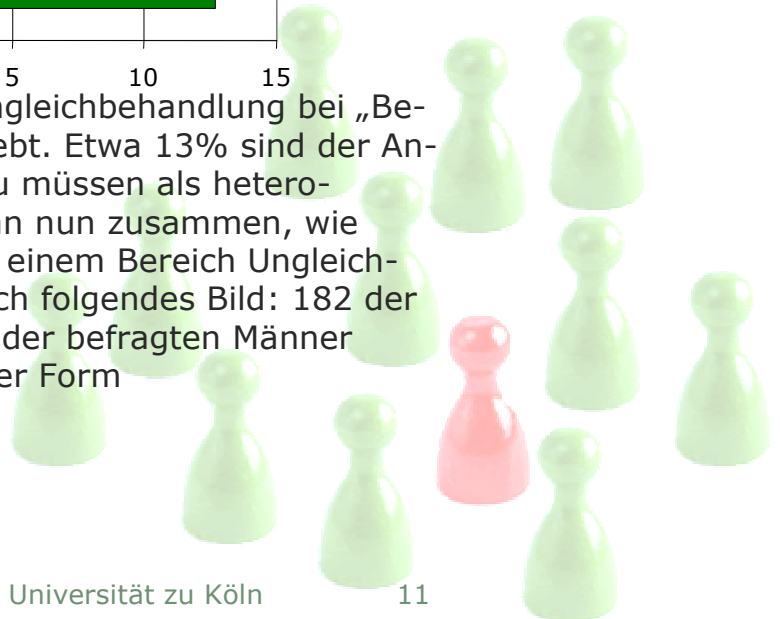 5 10 15
ngleichbehandlung bei „Be-
ebt. Etwa 13% sind der An-
u müssen als hetero-
an nun zusammen, wie
einem Bereich Ungleich-
ch folgendes Bild: 182 der
der befragten Männer
er Form
Universität zu Köln 11